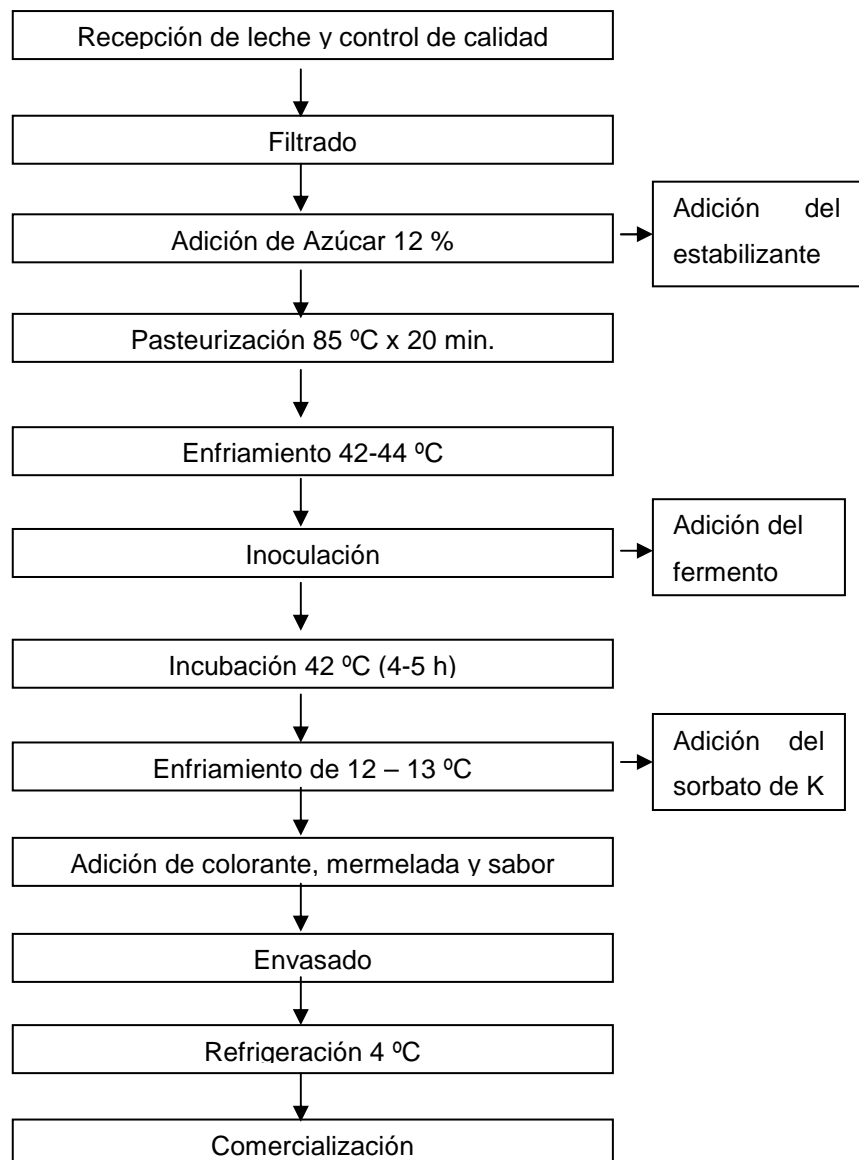 Recepción de leche y control de calidad
Filtrado
Adición de Azúcar 12 %
Adición del
estabilizante
Pasteurización 85 ºC x 20 min.
Enfriamiento 42-44 ºC
Inoculación
Adición del
fermento
Incubación 42 ºC (4-5 h)
Enfriamiento de 12 – 13 ºC
Adición del
sorbato de K
Adición de colorante, mermelada y sabor
Envasado
Refrigeración 4 ºC
Comercialización